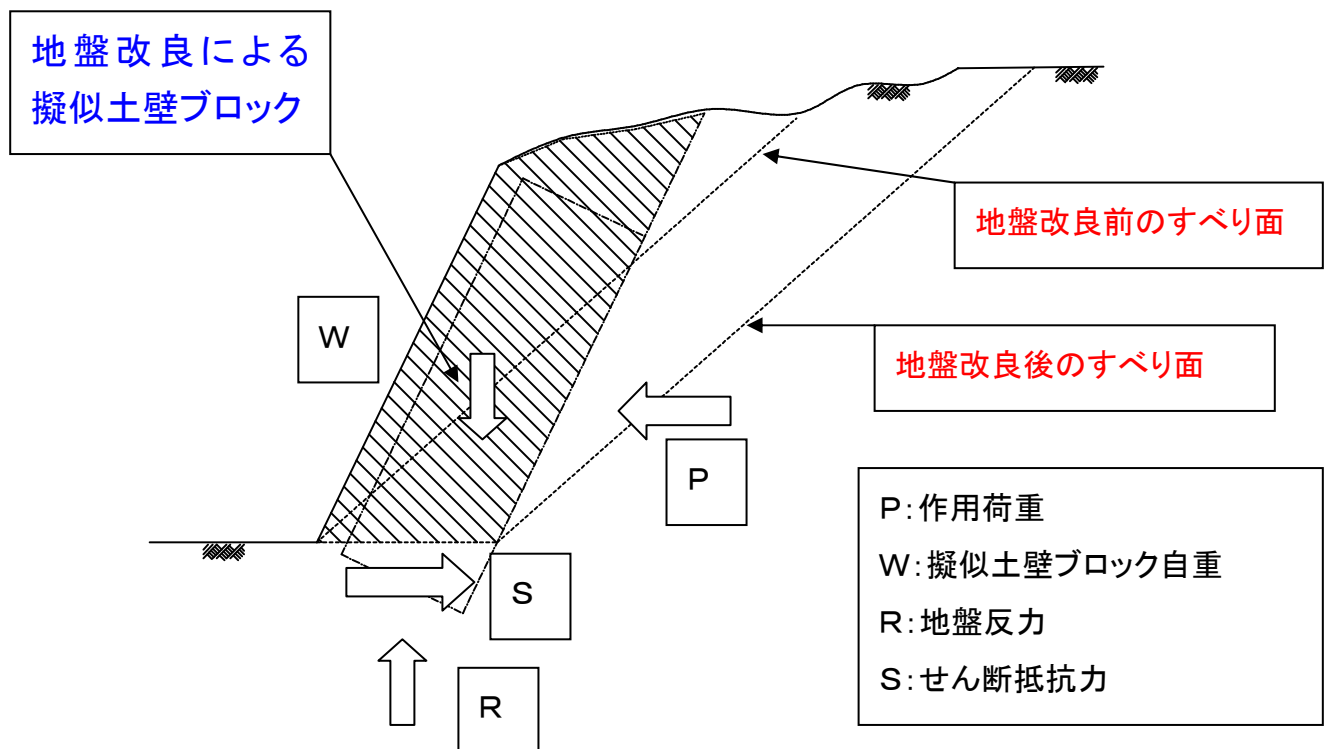 地盤改良による
擬似土壁ブロック
地盤改良前のすべり面
地盤改良後のすべり面
W
P
S
R
P:作用荷重
W:擬似土壁ブロック自重
R:地盤反力
S:せん断抵抗力